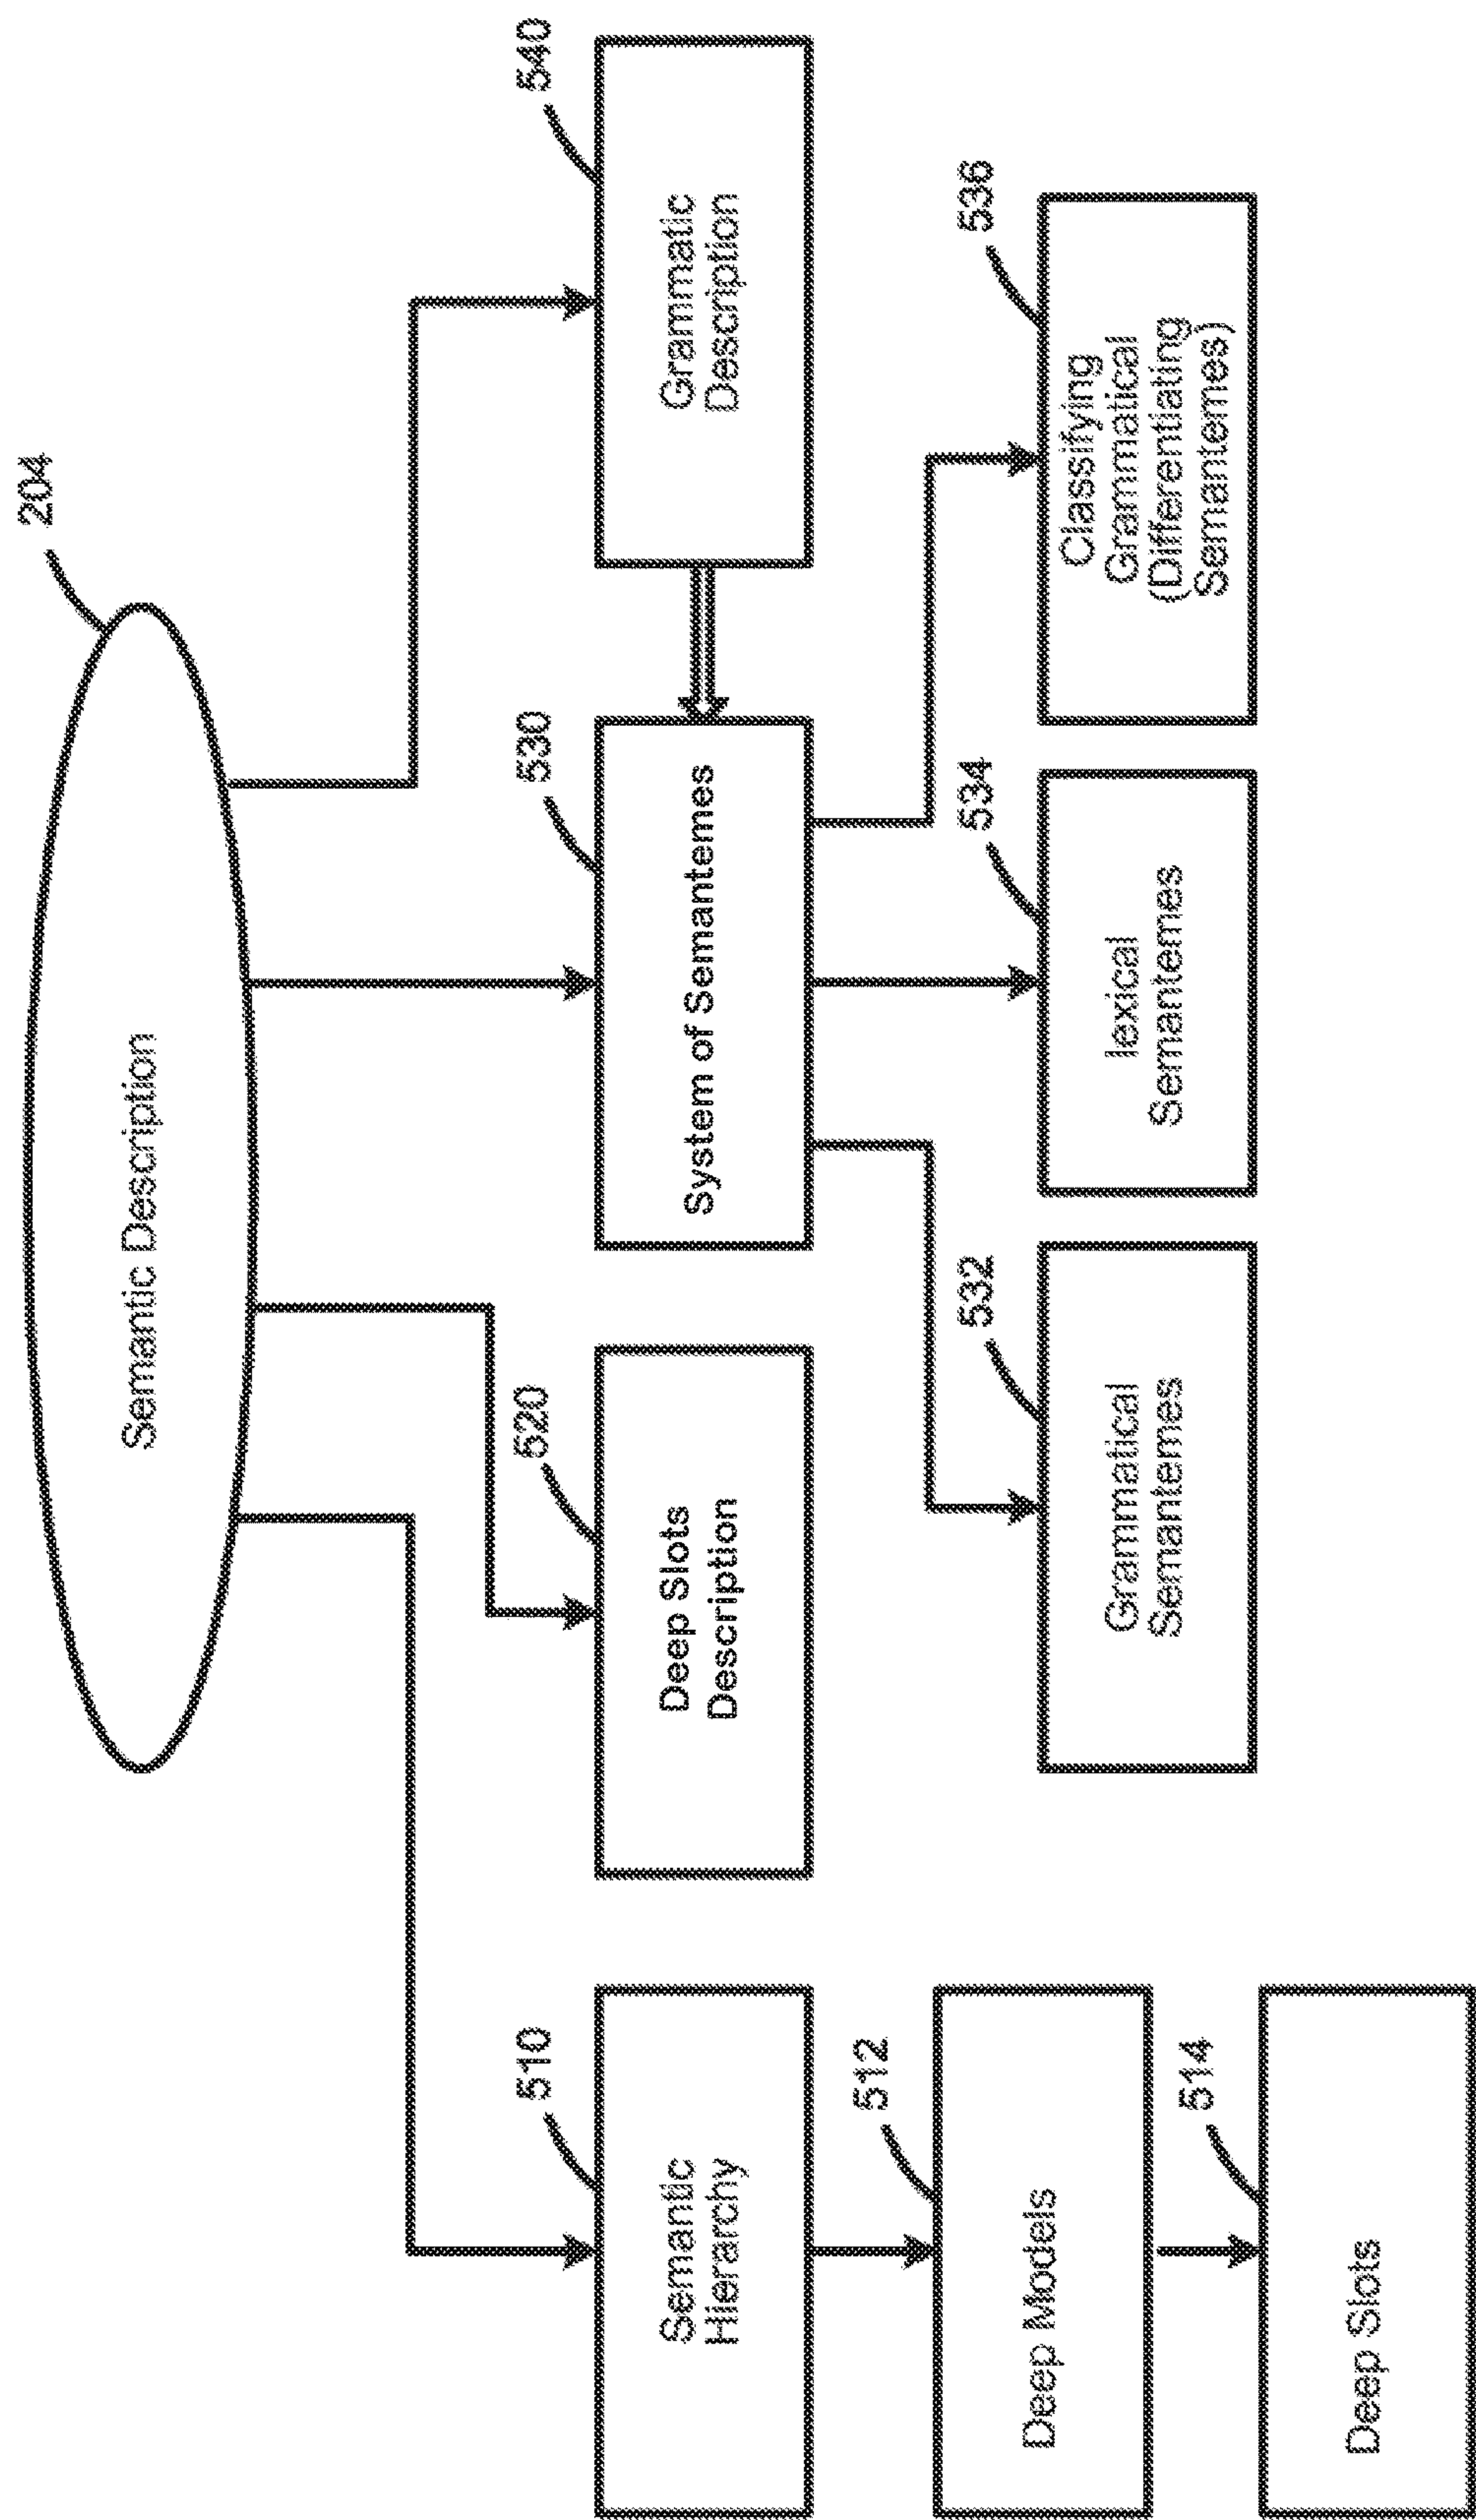 204
Semantic Description
510
Semantic
Hierarchy
520
Deep Slots
Description
530
System of Semantemes
540
Grammatic
Description
512
Deep Models
532
Grammatical
Semantemes
534
lexical
Semantemes
536
Classifying
Grammatical
(Differentiating
Semantemes)
514
Deep Slots